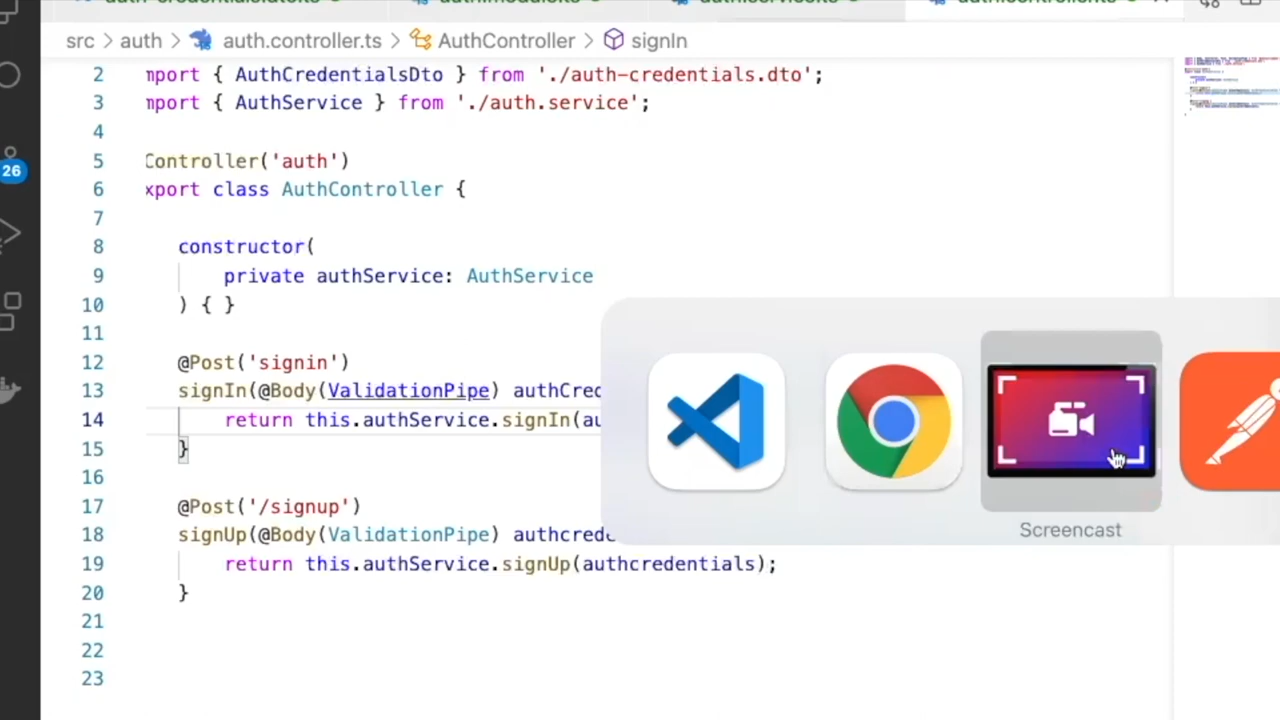 src > auth > auth.controller.ts > AuthController > signIn
2 mport { AuthCredentialsDto } from './auth-credentials.dto';
3 mport { AuthService } from './auth.service';
4
5 Controller('auth')
6 xport class AuthController {
7
8 constructor(
9 private authService: AuthService
10 ) { }
11
12 @Post('signin')
13 signIn(@Body(ValidationPipe) authCred
14 return this.authService.signIn(au
15 }
16
17 @Post('/signup')
18 signUp(@Body(ValidationPipe) authcrede
19 return this.authService.signUp(authcredentials);
20 }
21
22
23
26
Screencast